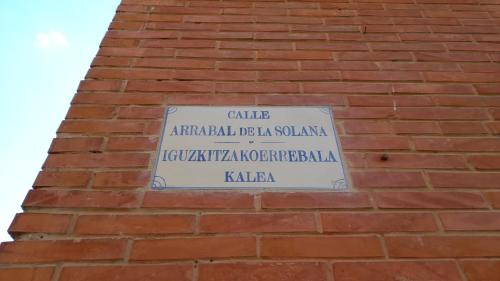 CALLE
ARRABAL DE LA SOLANA
IGUZKITZAKOERREBALA
KALEA